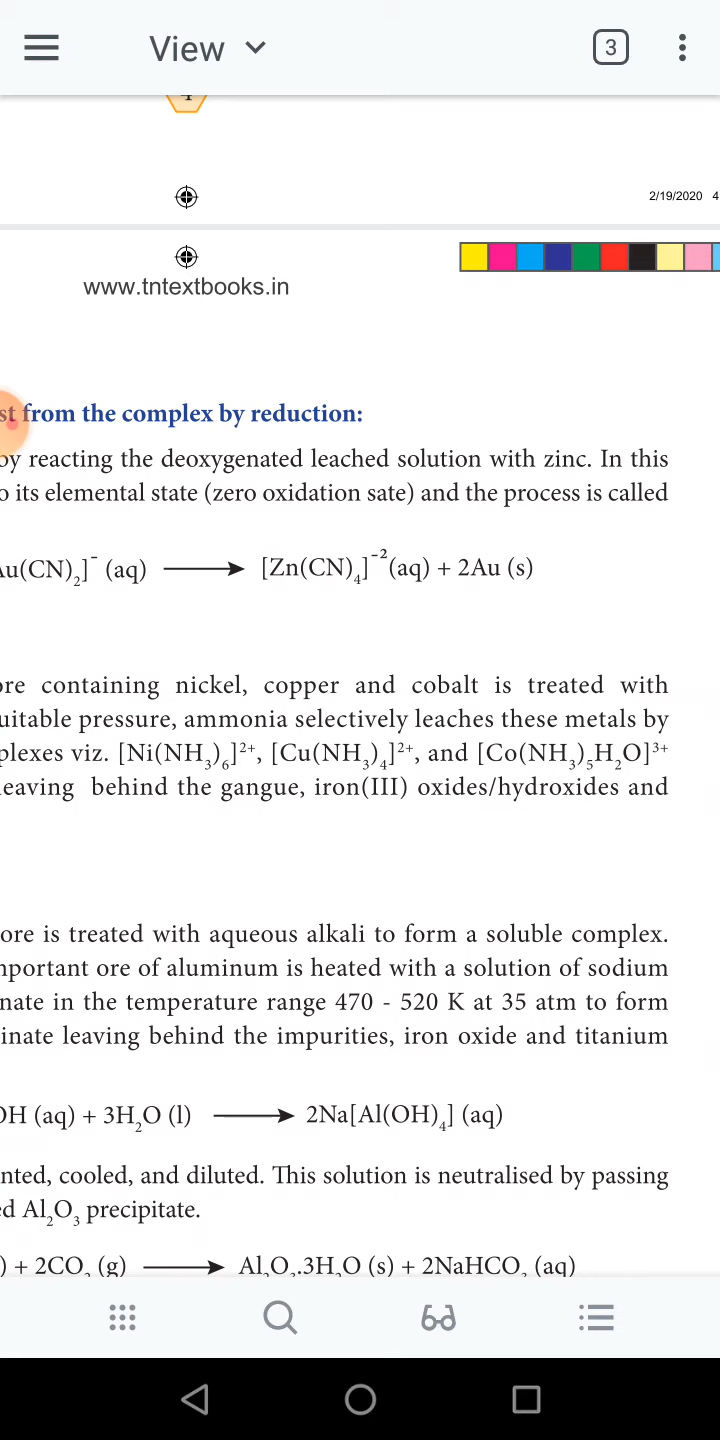 View
3
2/19/2020 4
www.tntextbooks.in
st from the complex by reduction:
by reacting the deoxygenated leached solution with zinc. In this
o its elemental state (zero oxidation sate) and the process is called
Au(CN)₂]⁻ (aq) ⟶ [Zn(CN)₄]⁻²(aq) + 2Au (s)
ore containing nickel, copper and cobalt is treated with
uitable pressure, ammonia selectively leaches these metals by
plexes viz. [Ni(NH₃)₆]²⁺, [Cu(NH₃)₄]²⁺, and [Co(NH₃)₅H₂O]³⁺
leaving behind the gangue, iron(III) oxides/hydroxides and
ore is treated with aqueous alkali to form a soluble complex.
mportant ore of aluminum is heated with a solution of sodium
nate in the temperature range 470 - 520 K at 35 atm to form
inate leaving behind the impurities, iron oxide and titanium
OH (aq) + 3H₂O (l) ⟶ 2Na[Al(OH)₄] (aq)
nted, cooled, and diluted. This solution is neutralised by passing
ed Al₂O₃ precipitate.
) + 2CO₂ (g) ⟶ Al₂O₃.3H₂O (s) + 2NaHCO₃ (aq)